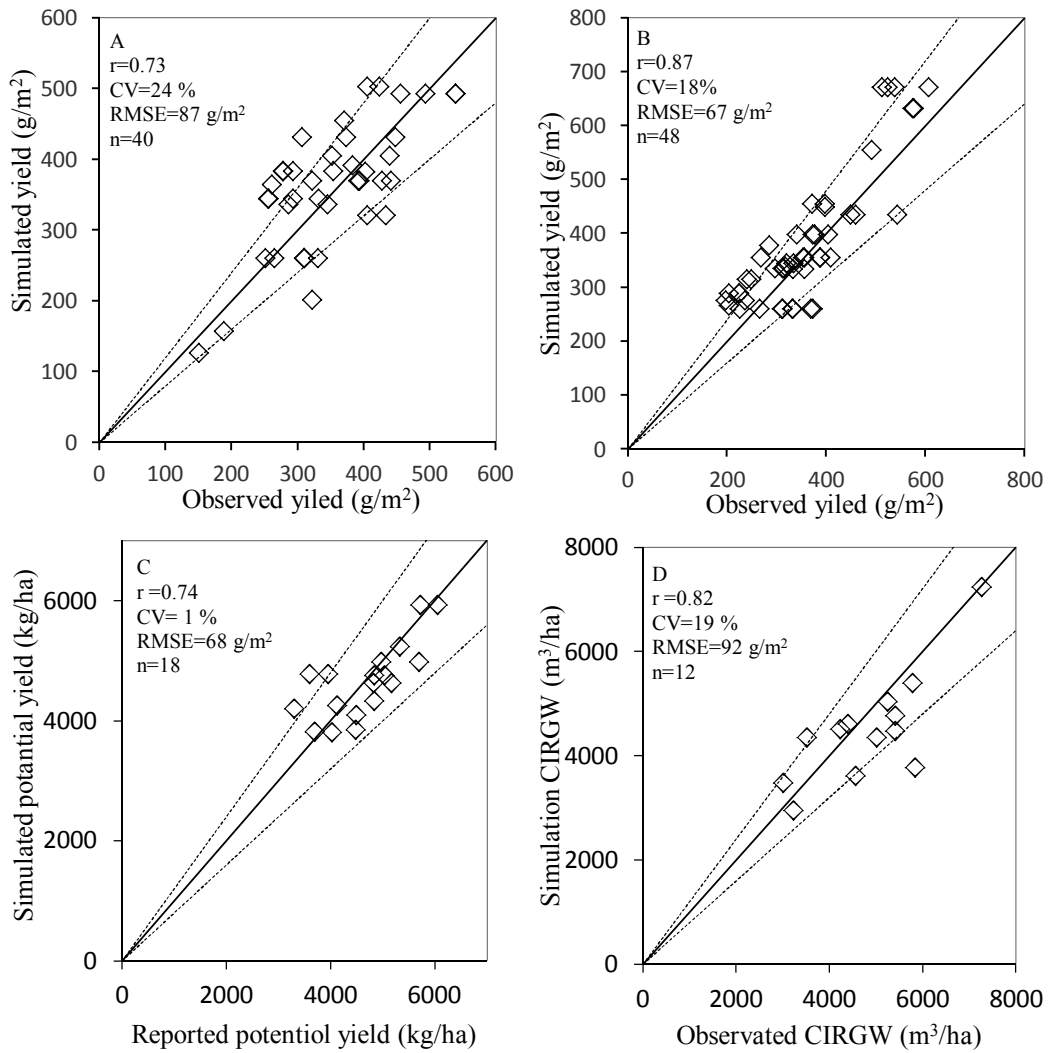 A
r=0.73
CV=24 %
RMSE=87 g/m²
n=40
600
500
400
300
200
100
0
0 100 200 300 400 500 600
Simulated yield (g/m²)
Observed yiled (g/m²)
B
r=0.87
CV=18%
RMSE=67 g/m²
n=48
800
700
600
500
400
300
200
100
0
0 200 400 600 800
Simulated yield (g/m²)
Observed yiled (g/m²)
C
r =0.74
CV= 1 %
RMSE=68 g/m²
n=18
6000
4000
2000
0
0 2000 4000 6000
Simulated potential yield (kg/ha)
Reported potentiol yield (kg/ha)
D
r =0.82
CV=19 %
RMSE=92 g/m²
n=12
8000
6000
4000
2000
0
0 2000 4000 6000 8000
Simulation CIRGW (m³/ha)
Observated CIRGW (m³/ha)